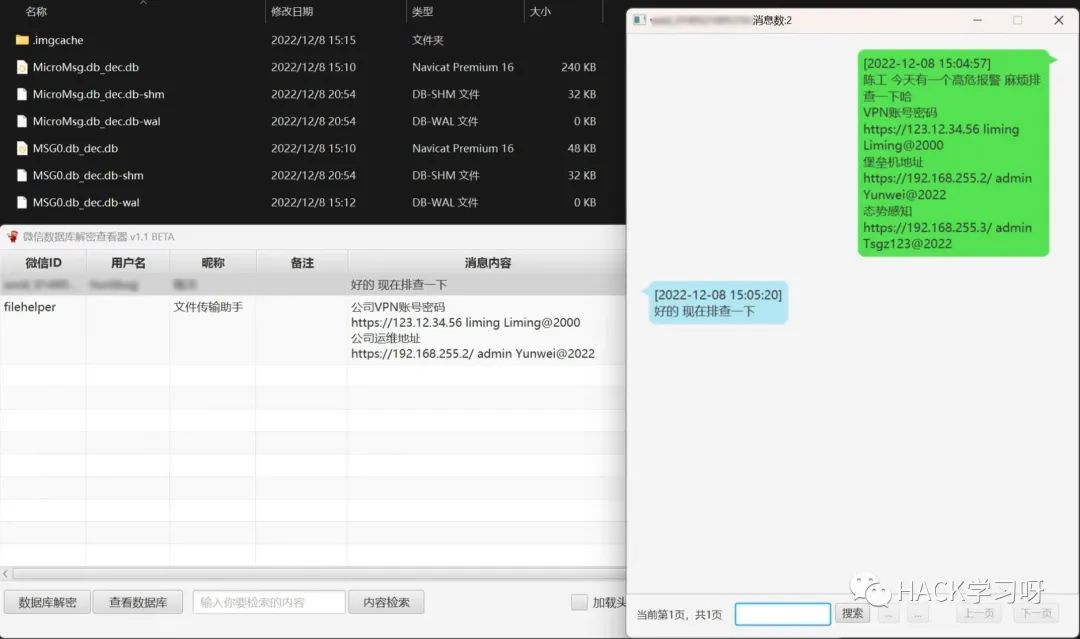 名称 修改日期 类型 大小
.imgcache 2022/12/8 15:15 文件夹
MicroMsg.db_dec.db 2022/12/8 15:10 Navicat Premium 16 240 KB
MicroMsg.db_dec.db-shm 2022/12/8 20:54 DB-SHM 文件 32 KB
MicroMsg.db_dec.db-wal 2022/12/8 20:54 DB-WAL 文件 0 KB
MSG0.db_dec.db 2022/12/8 15:10 Navicat Premium 16 48 KB
MSG0.db_dec.db-shm 2022/12/8 20:54 DB-SHM 文件 32 KB
MSG0.db_dec.db-wal 2022/12/8 15:12 DB-WAL 文件 0 KB
微信数据库解密查看器 v1.1 BETA
微信ID 用户名 昵称 备注 消息内容
好的 现在排查一下
filehelper 文件传输助手 公司VPN账号密码
https://123.12.34.56 liming Liming@2000
公司运维地址
https://192.168.255.2/ admin Yunwei@2022
数据库解密 查看数据库 输入你要检索的内容 内容检索 加载头
消息数:2
[2022-12-08 15:04:57]
陈工 今天有一个高危报警 麻烦排
查一下哈
VPN账号密码
https://123.12.34.56 liming
Liming@2000
堡垒机地址
https://192.168.255.2/ admin
Yunwei@2022
态势感知
https://192.168.255.3/ admin
Tsgz123@2022
[2022-12-08 15:05:20]
好的 现在排查一下
HACK学习呀
当前第1页，共1页 搜索 ... ... 上一页 下一页